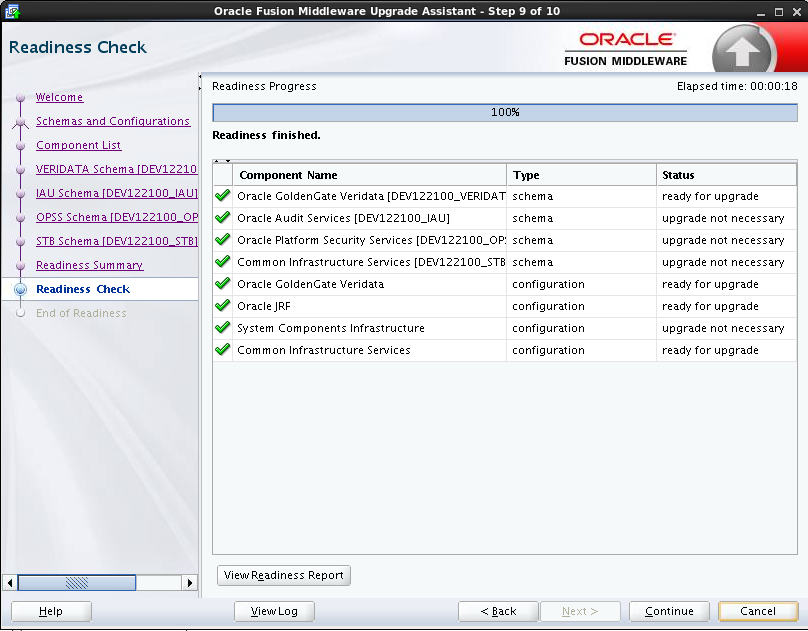 Oracle Fusion Middleware Upgrade Assistant - Step 9 of 10
Readiness Check
ORACLE
FUSION MIDDLEWARE
Welcome
Schemas and Configurations
Component List
VERIDATA Schema [DEV12210
IAU Schema [DEV122100_IAU]
OPSS Schema [DEV122100_OP
STB Schema [DEV122100_STB]
Readiness Summary
Readiness Check
End of Readiness
Readiness Progress Elapsed time: 00:00:18
100%
Readiness finished.
Component Name Type Status
Oracle GoldenGate Veridata [DEV122100_VERIDAT schema ready for upgrade
Oracle Audit Services [DEV122100_IAU] schema upgrade not necessary
Oracle Platform Security Services [DEV122100_OP schema upgrade not necessary
Common Infrastructure Services [DEV122100_STB schema upgrade not necessary
Oracle GoldenGate Veridata configuration ready for upgrade
Oracle JRF configuration ready for upgrade
System Components Infrastructure configuration upgrade not necessary
Common Infrastructure Services configuration ready for upgrade
View Readiness Report
Help View Log < Back Next > Continue Cancel